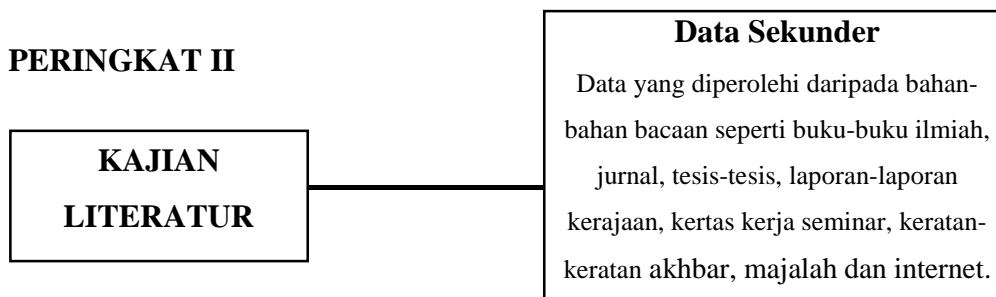 PERINGKAT II
KAJIAN
LITERATUR
Data Sekunder
Data yang diperolehi daripada bahan-
bahan bacaan seperti buku-buku ilmiah,
jurnal, tesis-tesis, laporan-laporan
kerajaan, kertas kerja seminar, keratan-
keratan akhbar, majalah dan internet.